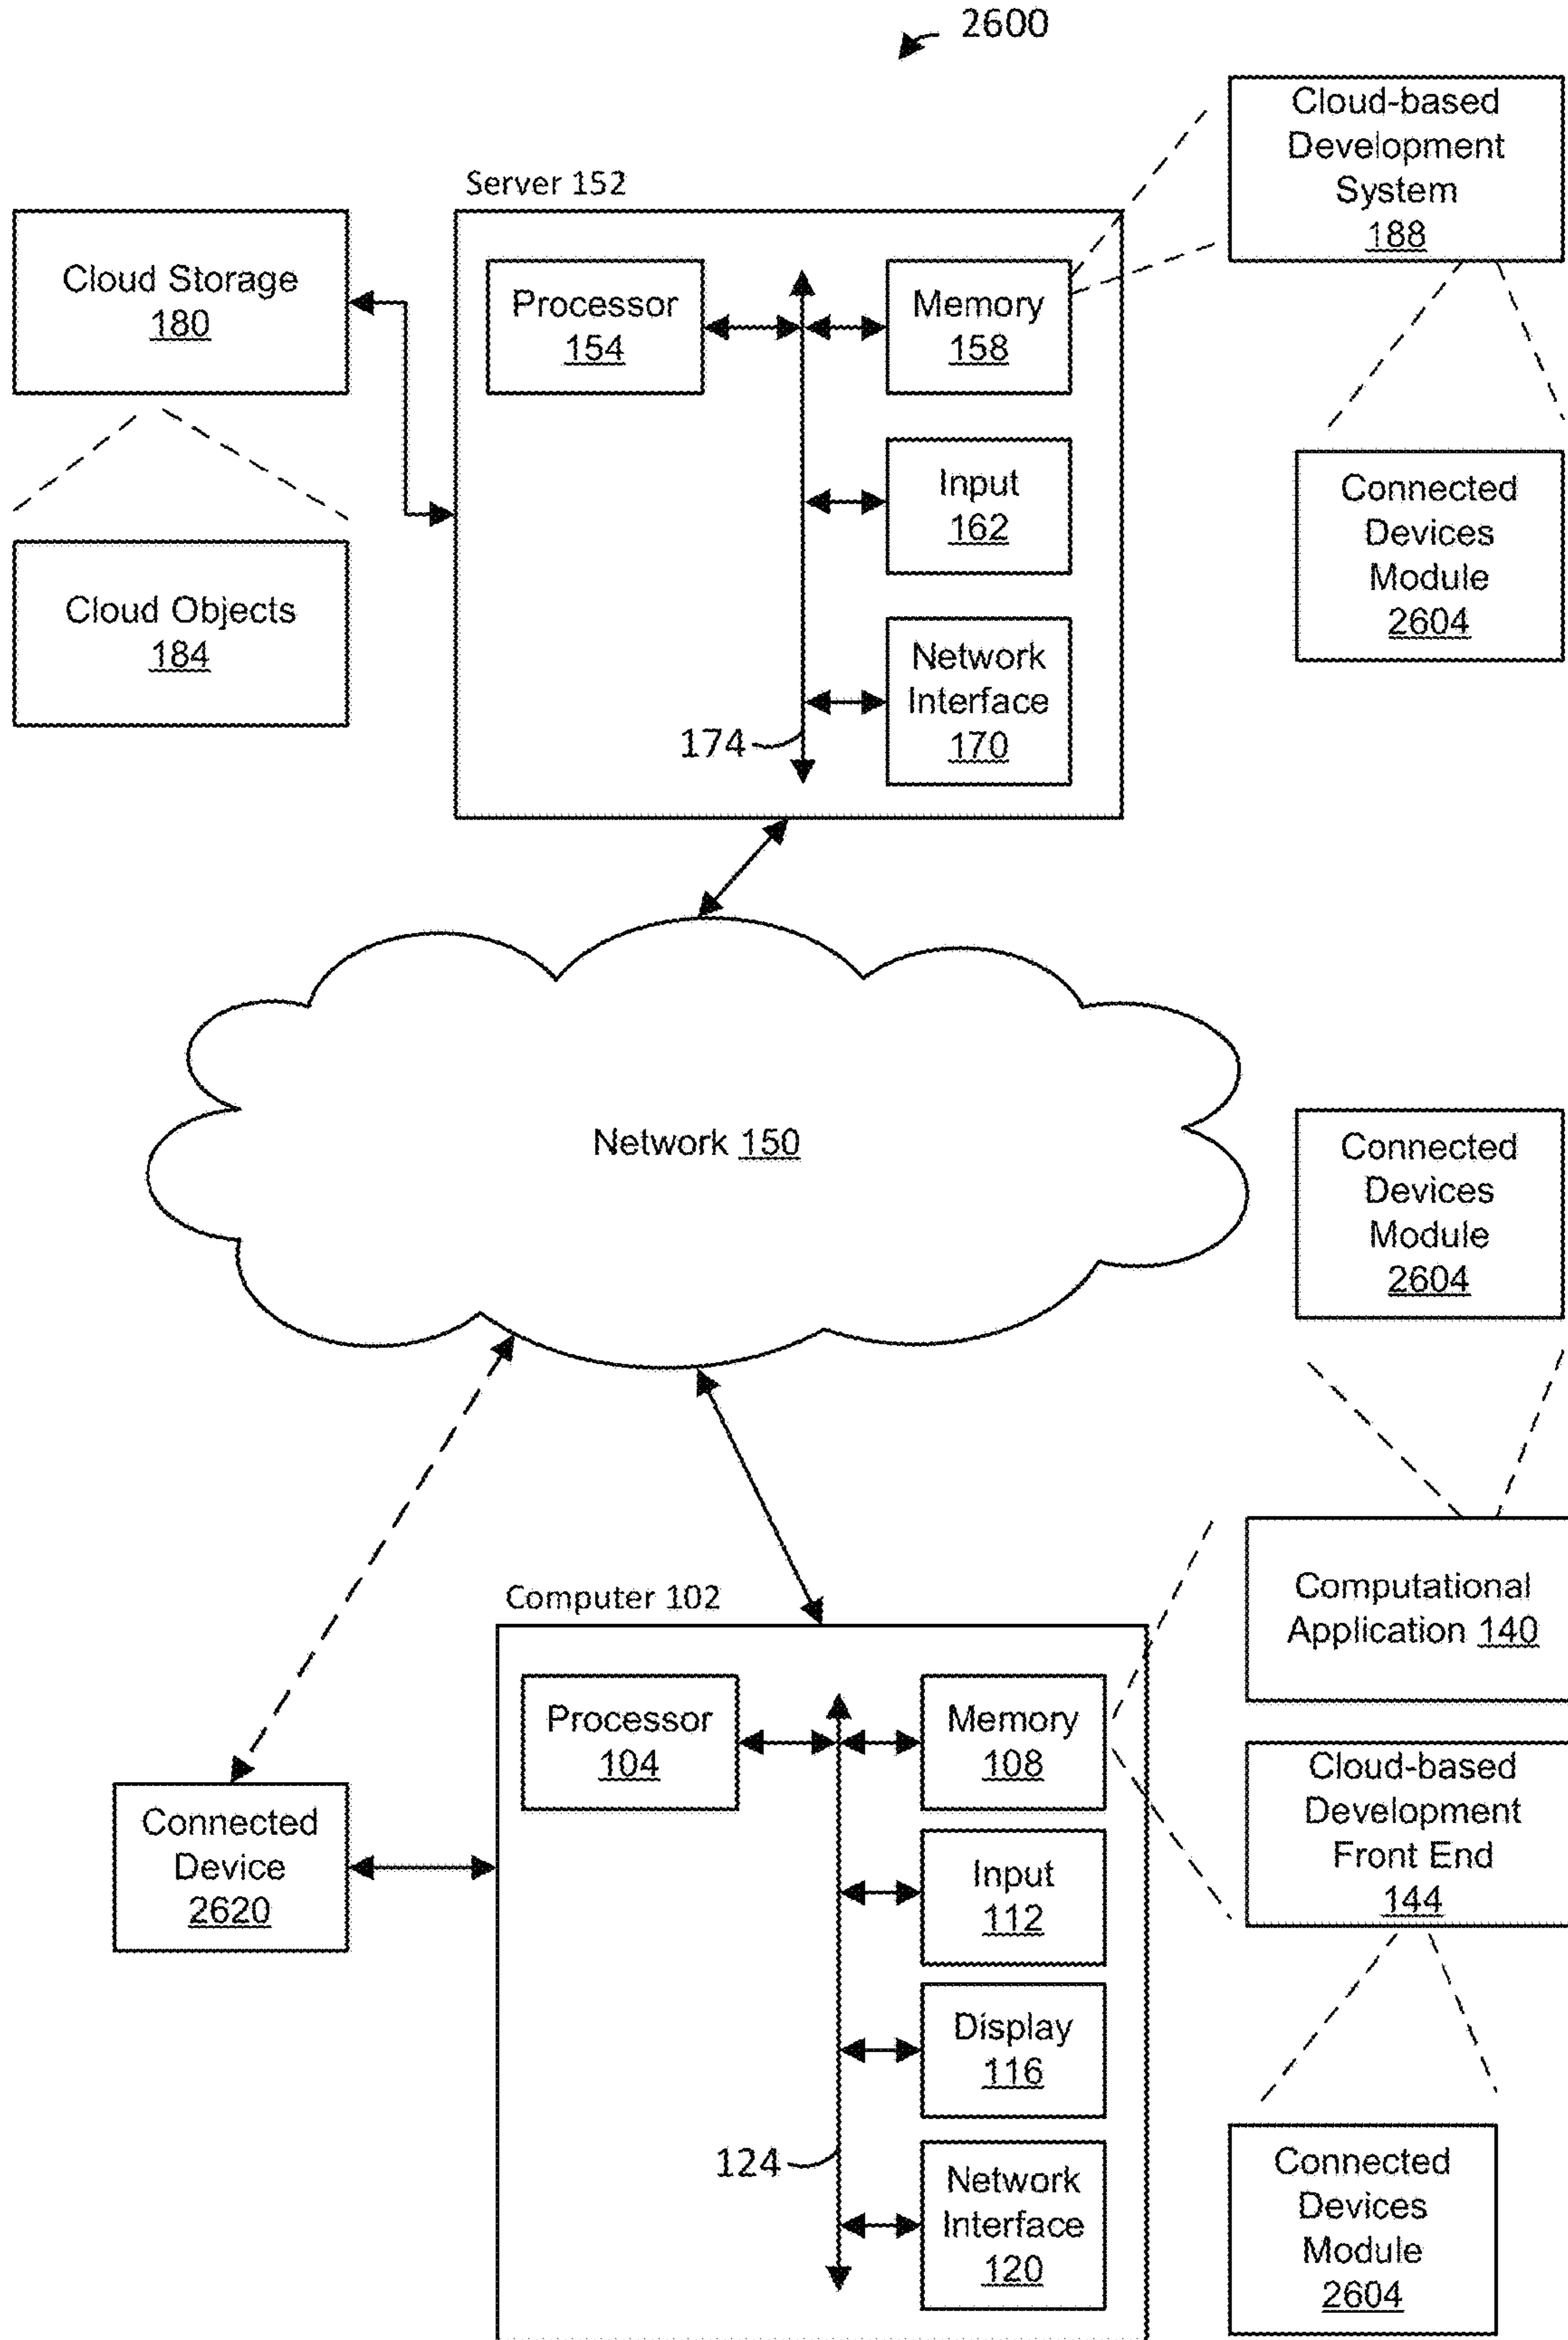 2600
Cloud-based
Development
System
188
Server 152
Cloud Storage
180
Processor
154
Memory
158
Input
162
Connected
Devices
Module
2604
Cloud Objects
184
Network
Interface
170
174
Network 150
Connected
Devices
Module
2604
Computer 102
Computational
Application 140
Processor
104
Memory
108
Cloud-based
Development
Front End
144
Connected
Device
2620
Input
112
Display
116
124
Network
Interface
120
Connected
Devices
Module
2604